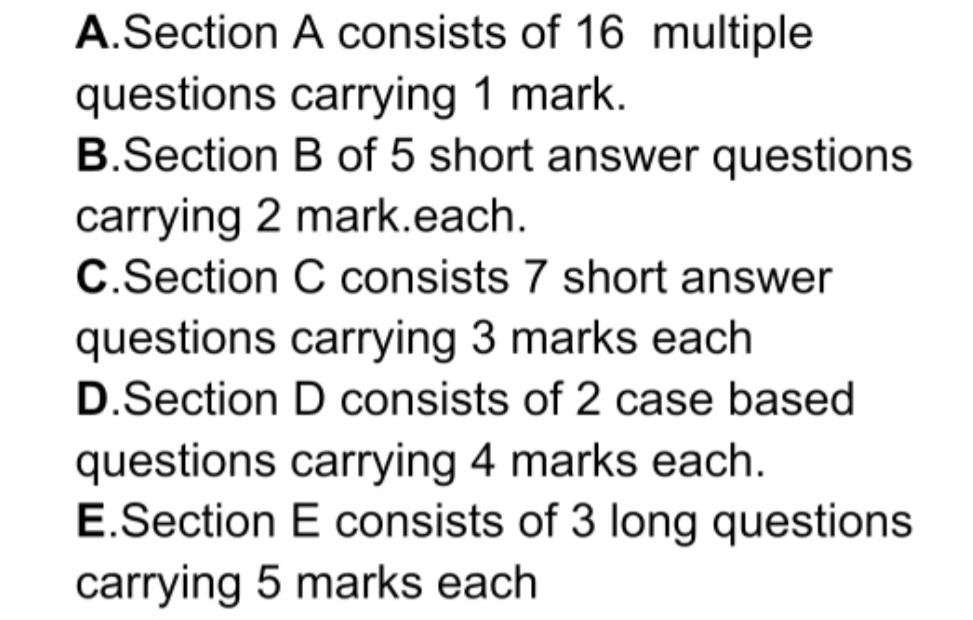 A.Section A consists of 16  multiple
questions carrying 1 mark.
B.Section B of 5 short answer questions
carrying 2 mark.each.
C.Section C consists 7 short answer
questions carrying 3 marks each
D.Section D consists of 2 case based
questions carrying 4 marks each.
E.Section E consists of 3 long questions
carrying 5 marks each